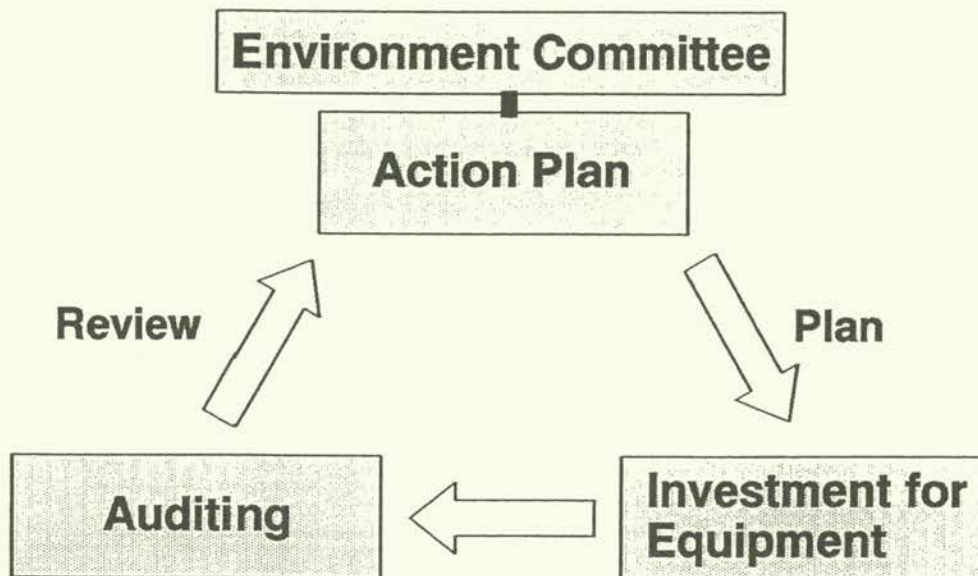 Environment Committee
Action Plan
Review
Plan
Auditing
Investment for
Equipment